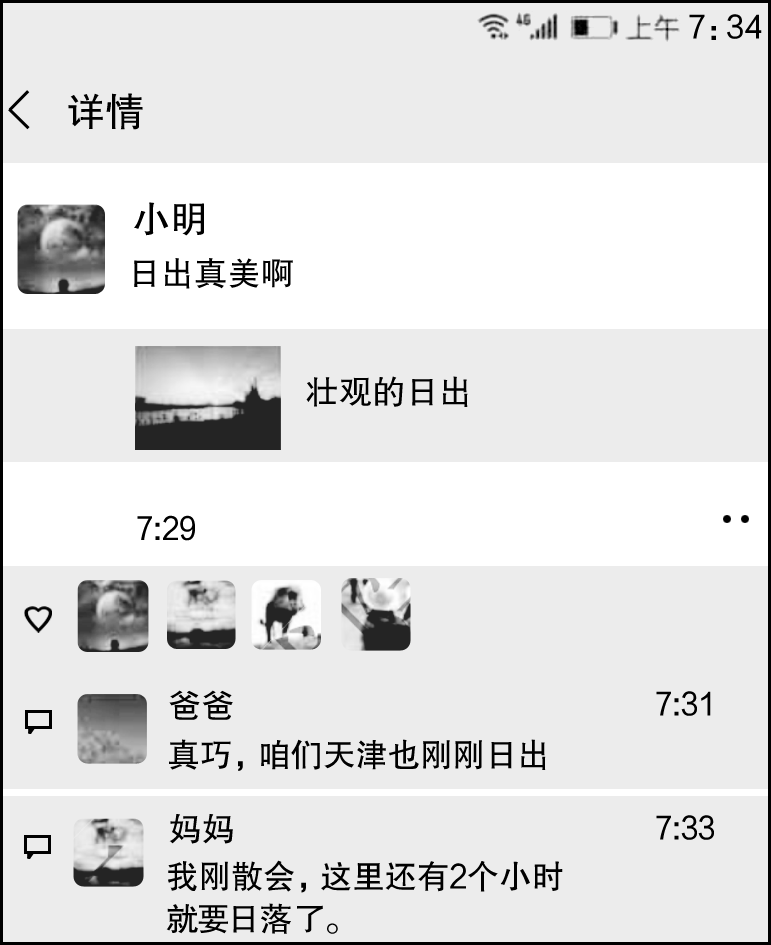 4G 上午 7:34
详情
小明
日出真美啊
壮观的日出
7:29
爸爸 7:31
真巧，咱们天津也刚刚日出
妈妈 7:33
我刚散会，这里还有2个小时
就要日落了。